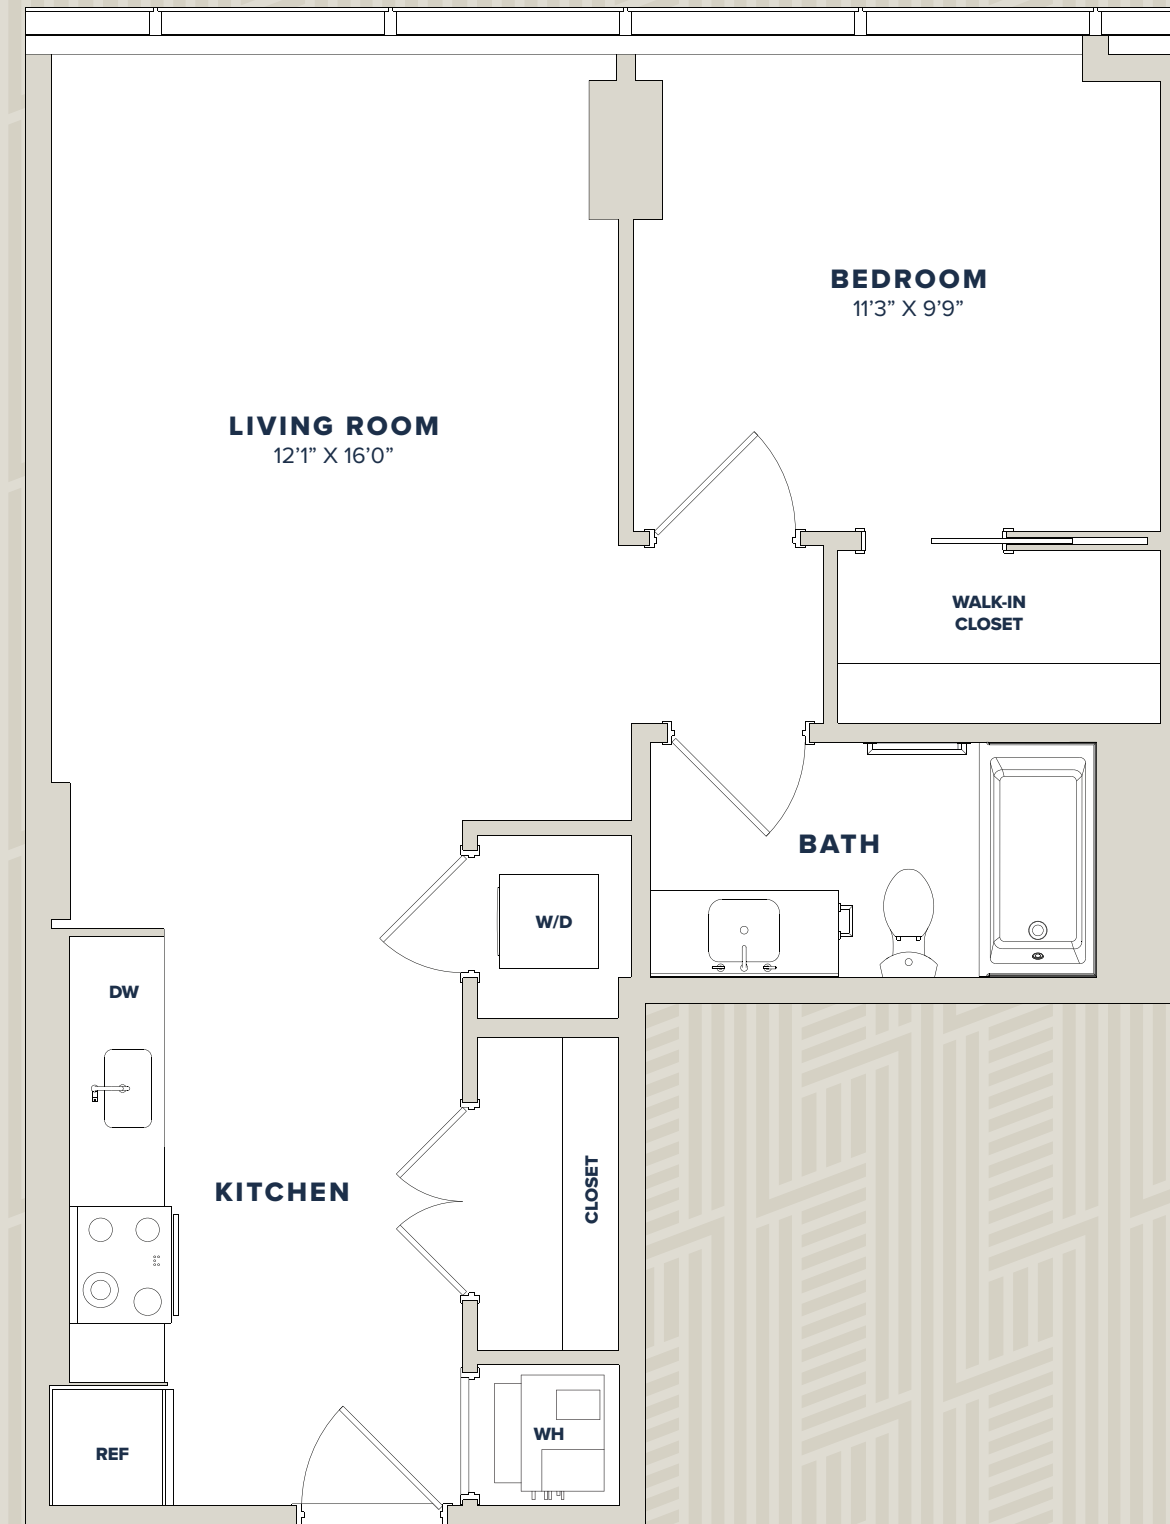 BEDROOM
11’3” X 9’9”
LIVING ROOM
12’1” X 16’0”
WALK-IN
CLOSET
BATH
W/D
DW
KITCHEN
CLOSET
WH
REF